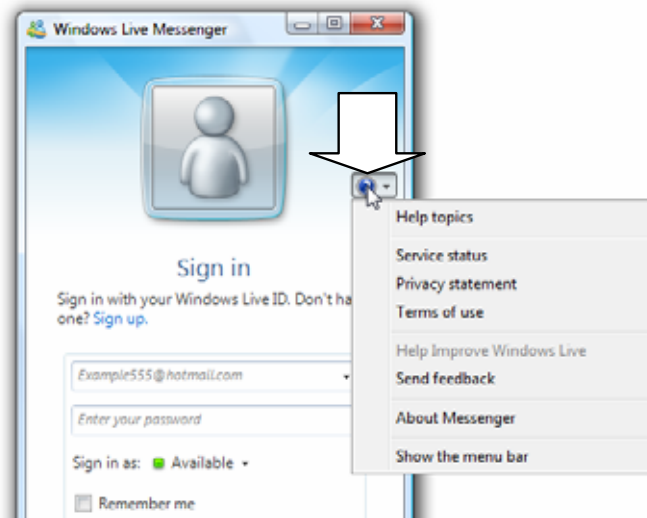 Windows Live Messenger
Help topics
Service status
Privacy statement
Terms of use
Help Improve Windows Live
Send feedback
About Messenger
Show the menu bar
Sign in
Sign in with your Windows Live ID. Don't ha
one? Sign up.
Example555@hotmail.com
Enter your password
Sign in as: Available
Remember me